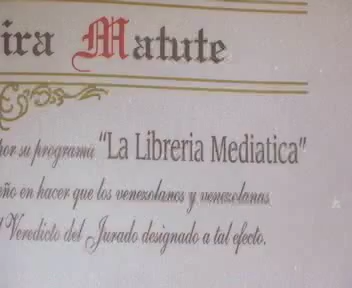 ira Matute
por su programa "La Libreria Mediatica"
eño en hacer que los venezolanos y venezolanas
l Veredicto del Jurado designado a tal efecto.